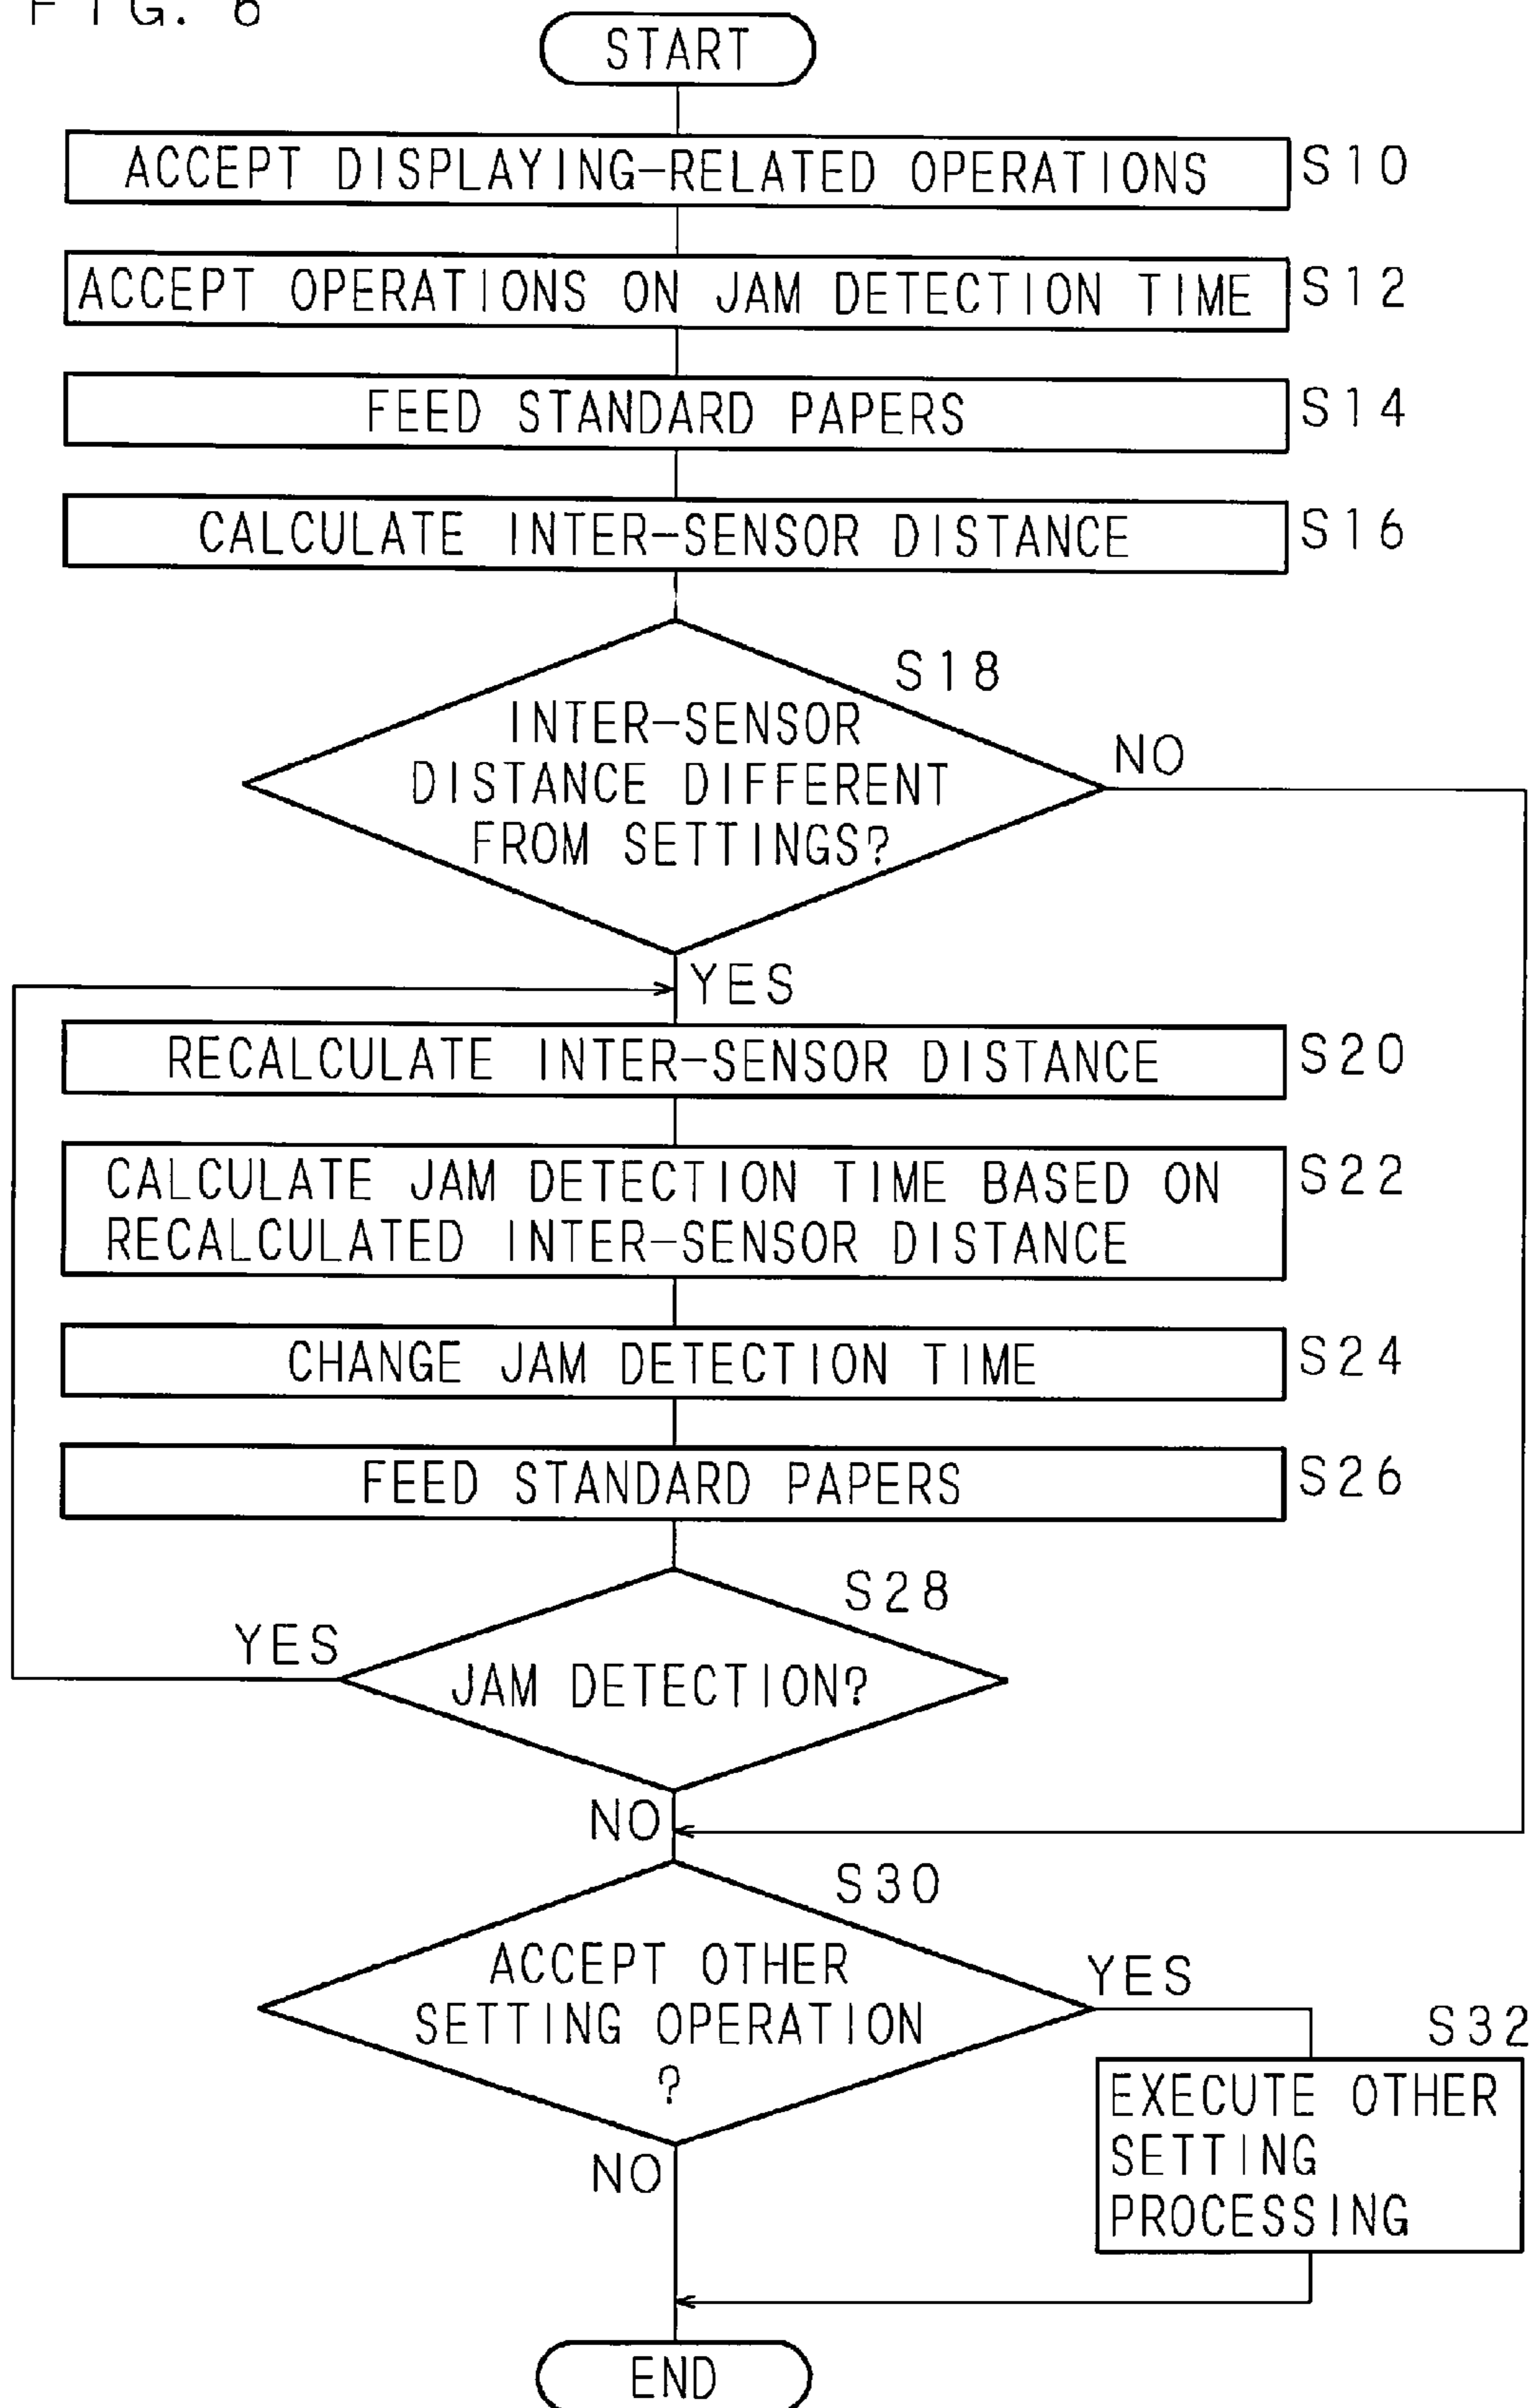 FIG. 6
START
ACCEPT DISPLAYING-RELATED OPERATIONS S10
ACCEPT OPERATIONS ON JAM DETECTION TIME S12
FEED STANDARD PAPERS S14
CALCULATE INTER-SENSOR DISTANCE S16
S18
INTER-SENSOR
DISTANCE DIFFERENT
FROM SETTINGS?
NO
YES
RECALCULATE INTER-SENSOR DISTANCE S20
CALCULATE JAM DETECTION TIME BASED ON
RECALCULATED INTER-SENSOR DISTANCE
S22
CHANGE JAM DETECTION TIME S24
FEED STANDARD PAPERS S26
S28
YES
JAM DETECTION?
NO
S30
ACCEPT OTHER
SETTING OPERATION
?
YES
S32
EXECUTE OTHER
SETTING
PROCESSING
NO
END